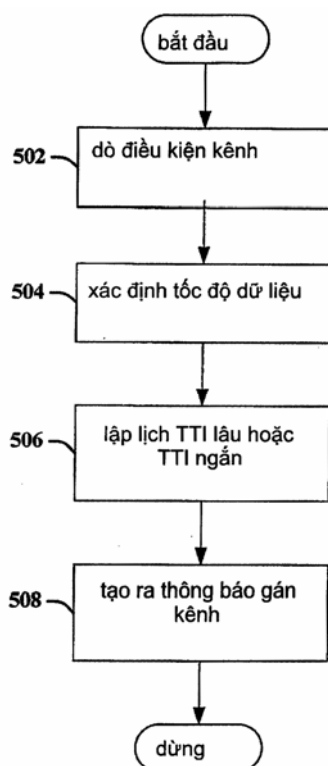 bắt đầu
502
dò điều kiện kênh
504
xác định tốc độ dữ liệu
506
lập lịch TTI lâu hoặc
TTI ngắn
508
tạo ra thông báo gán
kênh
dừng